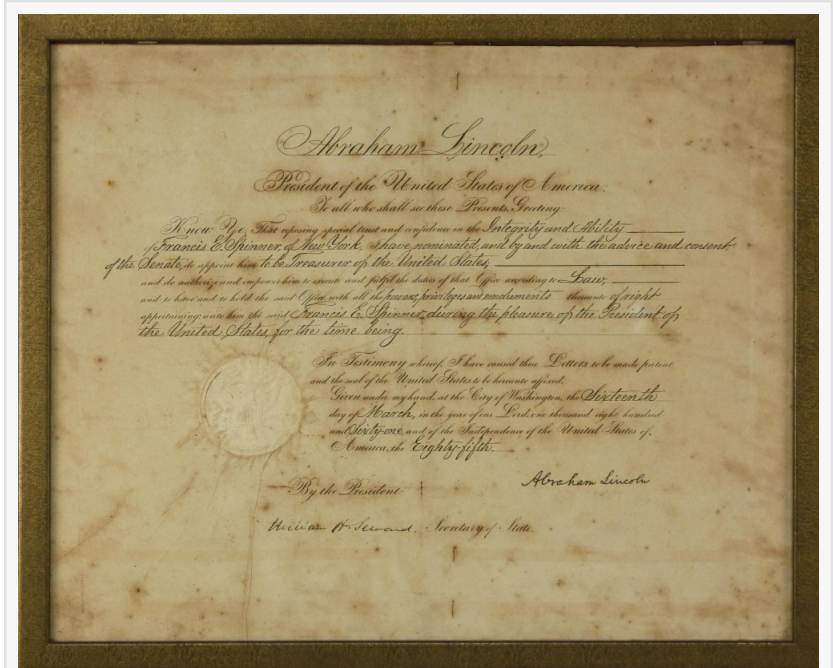 Abraham Lincoln,
President of the United States of America.
To all who shall see these Presents, Greeting:
Know Ye, That reposing special trust and confidence in the Integrity and Ability
of Francis E. Spinner, of New York, I have nominated, and by and with the advice and consent
of the Senate, do appoint him to be Treasurer of the United States,
and do authorize and empower him to execute and fulfil the duties of that Office according to Law;
and to have and to hold the said Office with all the powers, privileges and emoluments thereunto of right
appertaining unto him the said Francis E. Spinner, during the pleasure of the President of
the United States, for the time being.
In Testimony whereof, I have caused these Letters to be made patent
and the seal of the United States to be hereunto affixed.
Given under my hand, at the City of Washington, the Sixteenth
day of March, in the year of our Lord, one thousand eight hundred
and Sixty-one and of the Independence of the United States of
America, the Eighty-fifth.
Abraham Lincoln
By the President
William H. Seward, Secretary of State